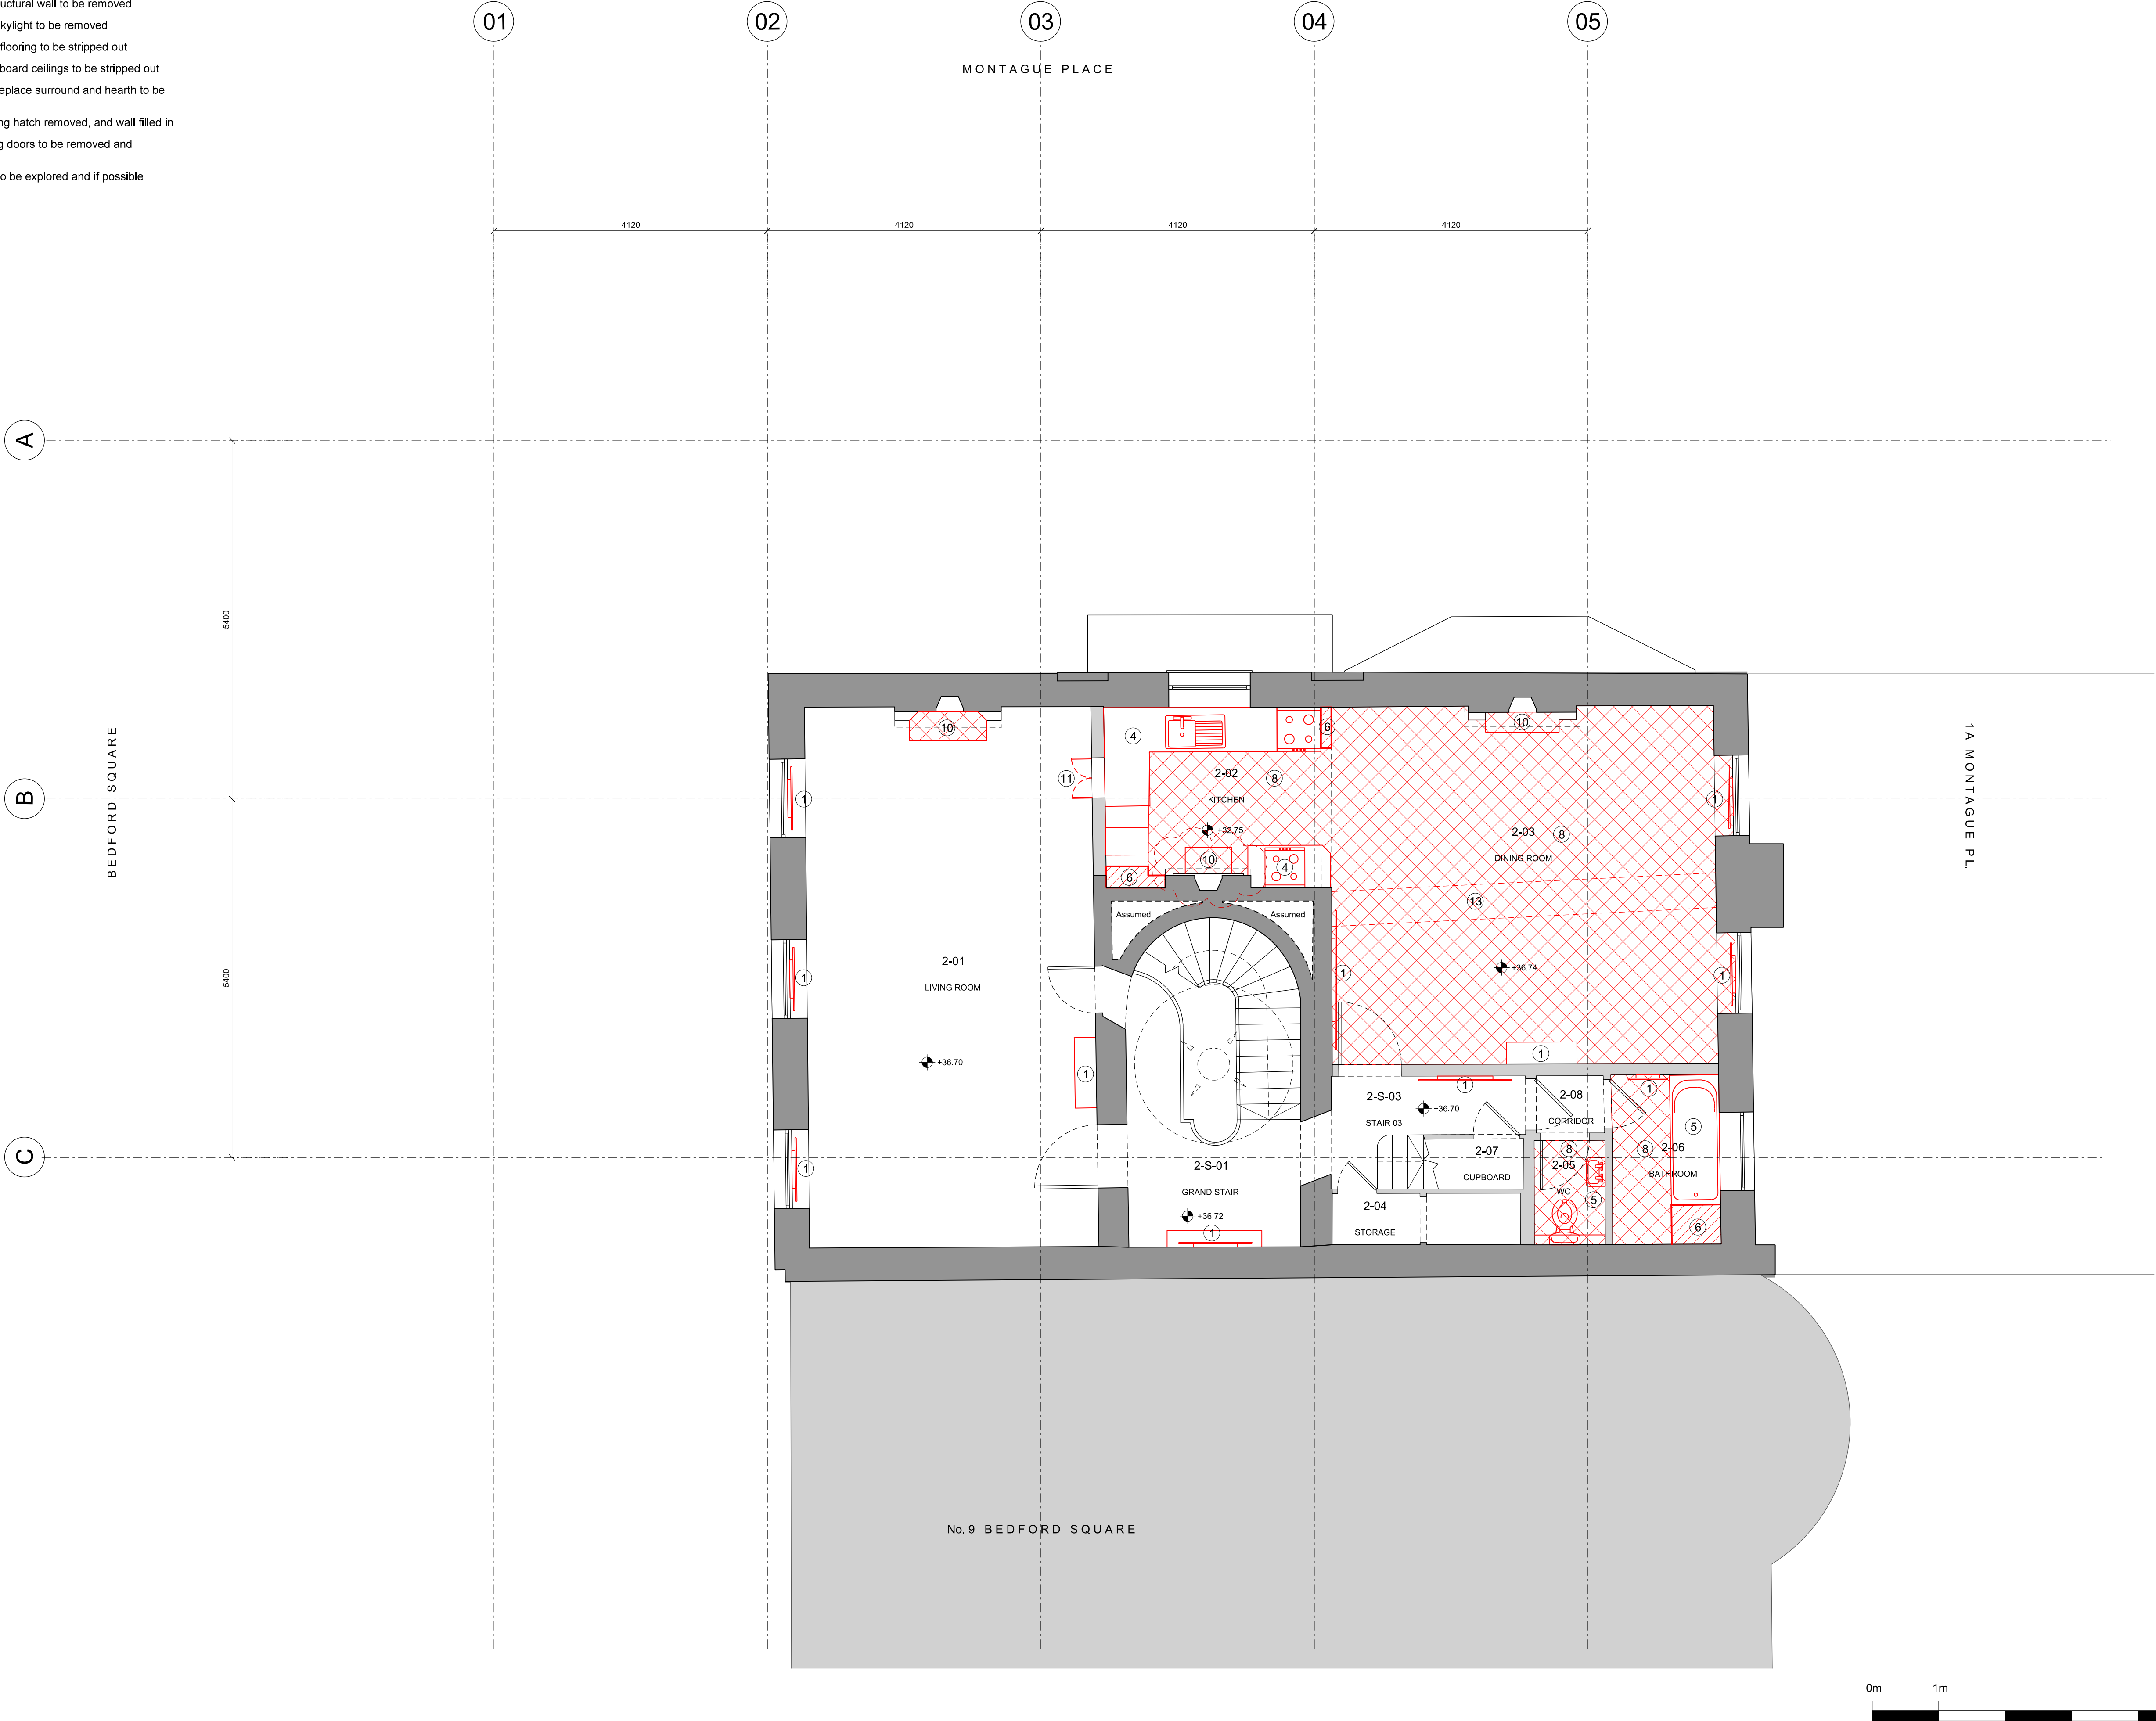 uctural wall to be removed
kylight to be removed
flooring to be stripped out
board ceilings to be stripped out
eplace surround and hearth to be
ng hatch removed, and wall filled in
g doors to be removed and
o be explored and if possible
01
02
03
04
05
MONTAGUE PLACE
4120
4120
4120
4120
A
5400
BEDFORD SQUARE
B
5400
C
1A MONTAGUE PL.
10
4
6
10
11
2-02
8
KITCHEN
+32.75
1
1
2-03
8
DINING ROOM
10
4
6
13
Assumed
Assumed
2-01
LIVING ROOM
+36.74
1
1
1
+36.70
1
1
1
1
1
2-S-03
+36.70
STAIR 03
2-08
CORRIDOR
5
2-07
CUPBOARD
8
2-05
WC
5
8
2-06
BATHROOM
1
2-S-01
GRAND STAIR
+36.72
1
2-04
STORAGE
6
No. 9 BEDFORD SQUARE
0m
1m